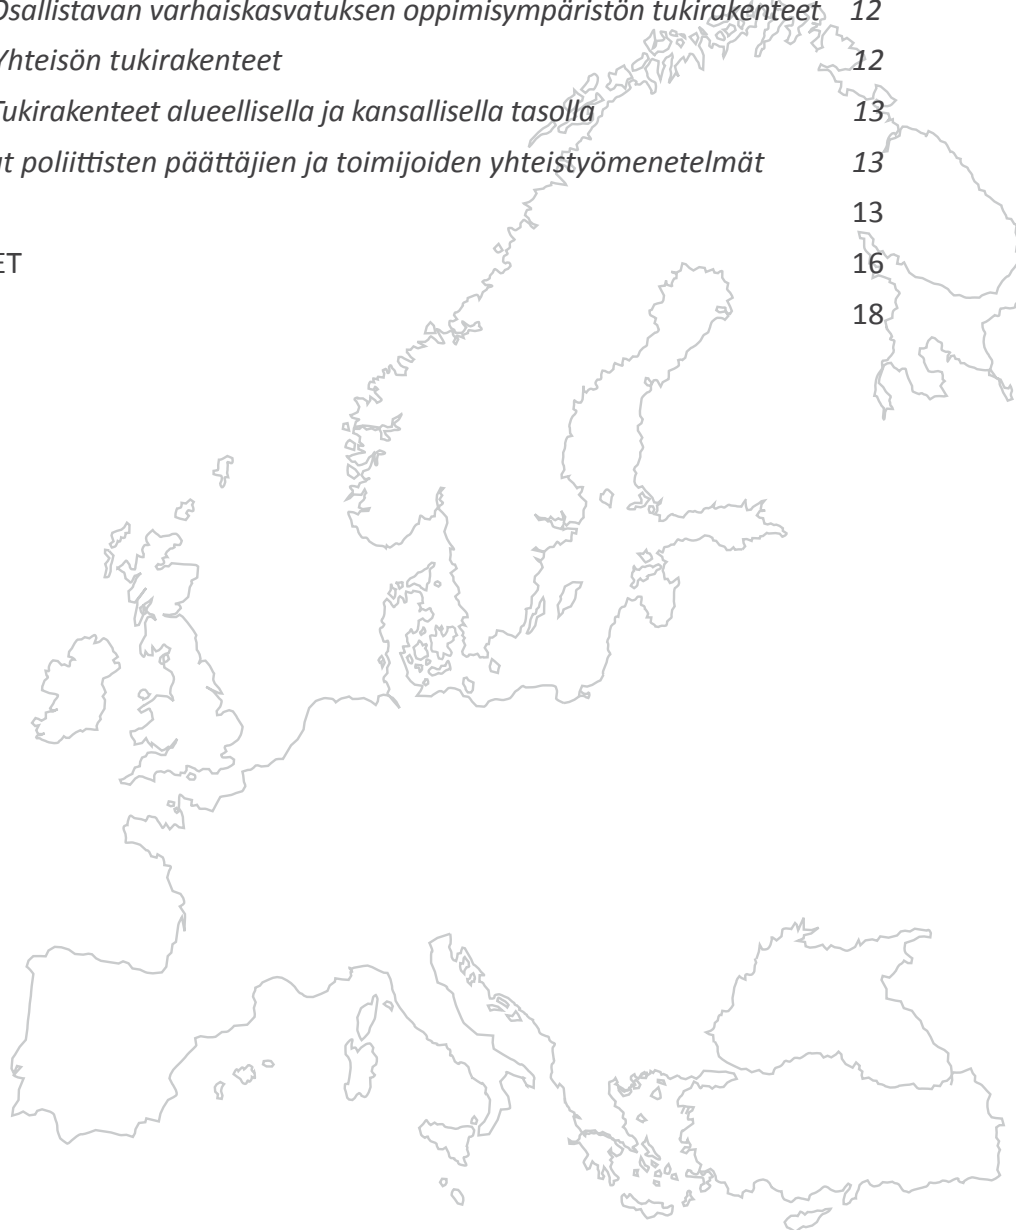 Osallistavan varhaiskasvatuksen oppimisympäristön tukirakenteet 12
Yhteisön tukirakenteet 12
Tukirakenteet alueellisella ja kansallisella tasolla 13
poliittisten päättäjien ja toimijoiden yhteistyömenetelmät 13
13
16
18